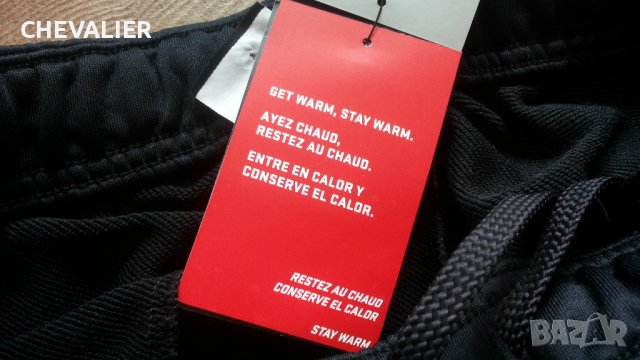 CHEVALIER
GET WARM, STAY WARM.
AYEZ CHAUD,
RESTEZ AU CHAUD.
ENTRE EN CALOR Y
CONSERVE EL CALOR.
RESTEZ AU CHAUD
CONSERVE EL CALOR
STAY WARM
BAZAR